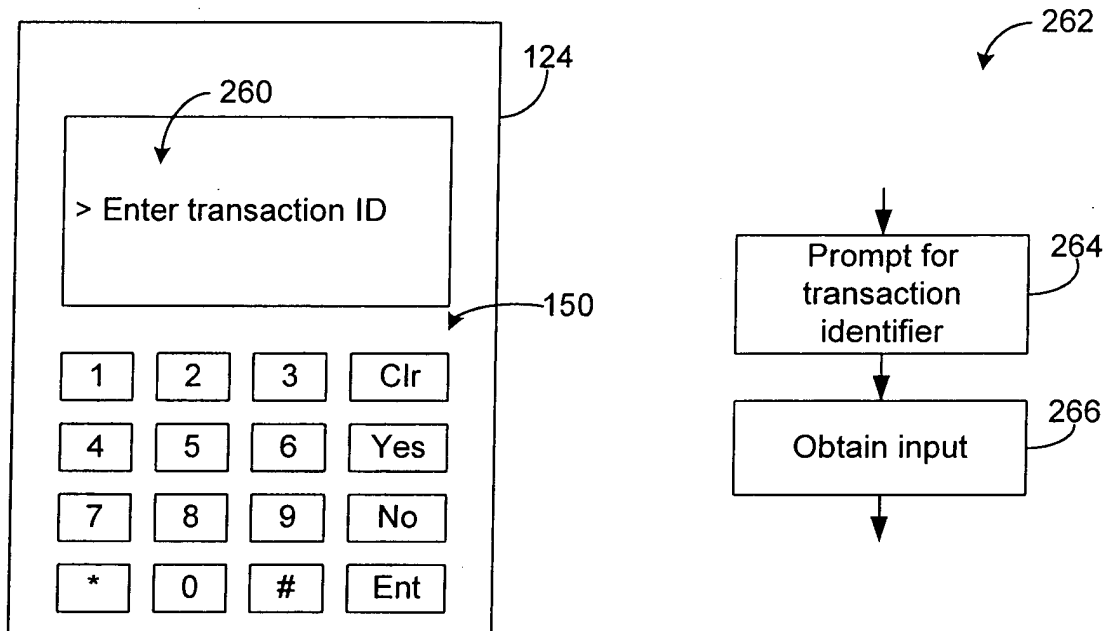 262
124
260
> Enter transaction ID
150
1 2 3 Clr
4 5 6 Yes
7 8 9 No
* 0 # Ent
Prompt for
transaction
identifier
264
Obtain input
266